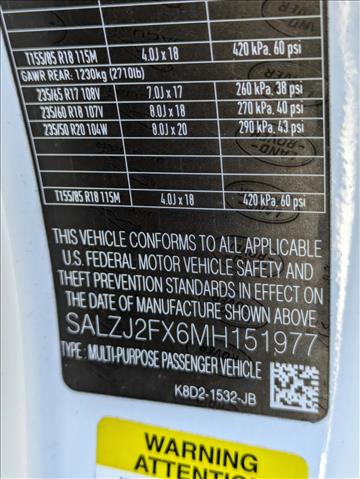 T155/85 R18 115M 4.0J x 18 420 kPa, 60 psi
GAWR REAR: 1230kg (2710lb)
235/65 R17 108V 7.0J x 17 260 kPa, 38 psi
235/60 R18 107V 8.0J x 18 270 kPa, 40 psi
235/50 R20 104W 8.0J x 20 290 kPa, 43 psi
T155/85 R18 115M 4.0J x 18 420 kPa, 60 psi
THIS VEHICLE CONFORMS TO ALL APPLICABLE
U.S. FEDERAL MOTOR VEHICLE SAFETY AND
THEFT PREVENTION STANDARDS IN EFFECT ON
THE DATE OF MANUFACTURE SHOWN ABOVE.
SALZJ2FX6MH151977
TYPE : MULTI-PURPOSE PASSENGER VEHICLE
K8D2-1532-JB
WARNING
ATTENTION